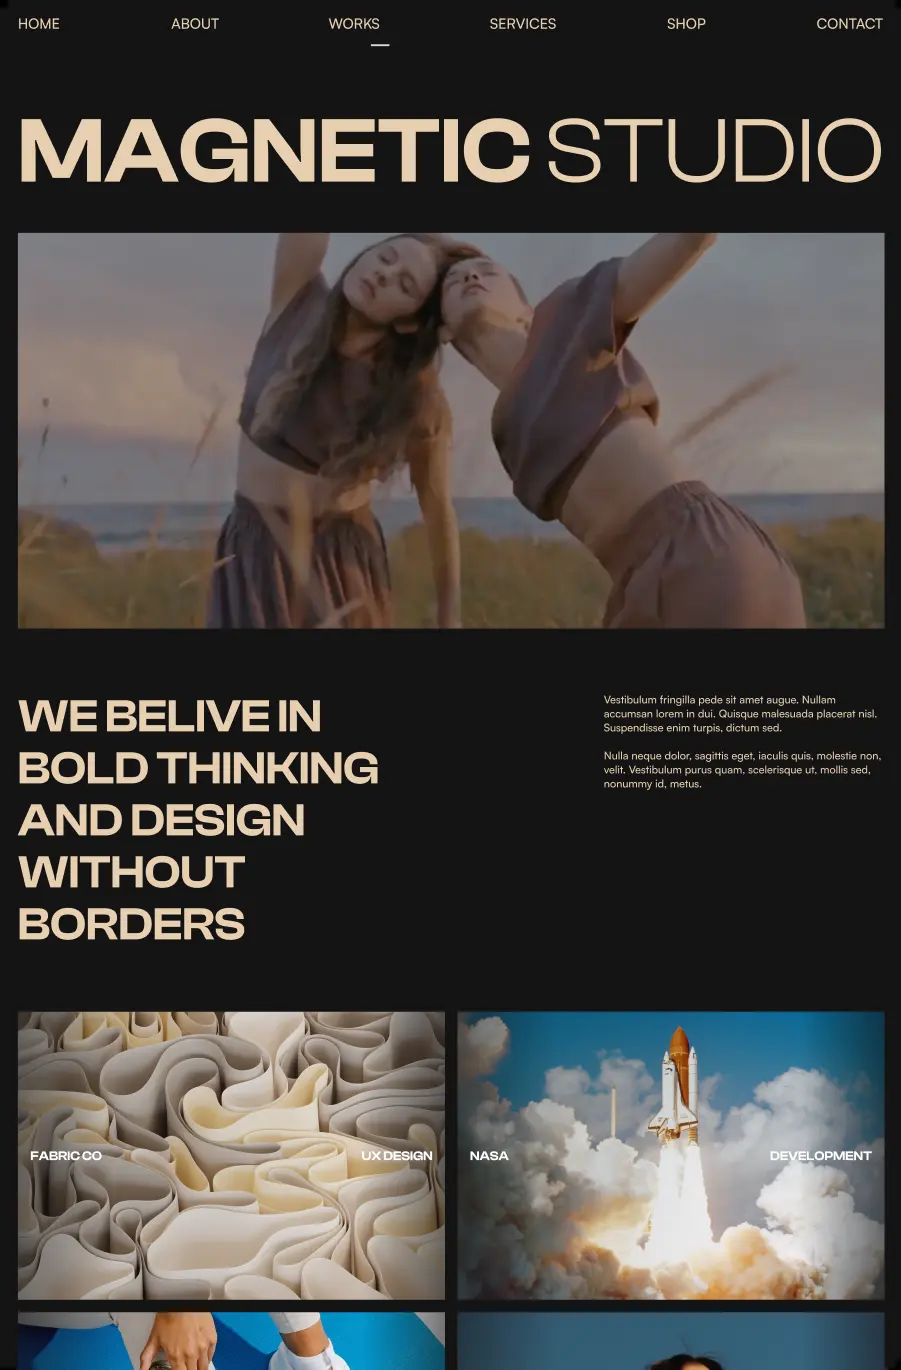 HOME ABOUT WORKS SERVICES SHOP CONTACT
MAGNETIC STUDIO
WE BELIVE IN
BOLD THINKING
AND DESIGN
WITHOUT
BORDERS
Vestibulum fringilla pede sit amet augue. Nullam
accumsan lorem in dui. Quisque malesuada placerat nisl.
Suspendisse enim turpis, dictum sed.
Nulla neque dolor, sagittis eget, iaculis quis, molestie non,
velit. Vestibulum purus quam, scelerisque ut, mollis sed,
nonummy id, metus.
FABRIC CO UX DESIGN
NASA DEVELOPMENT